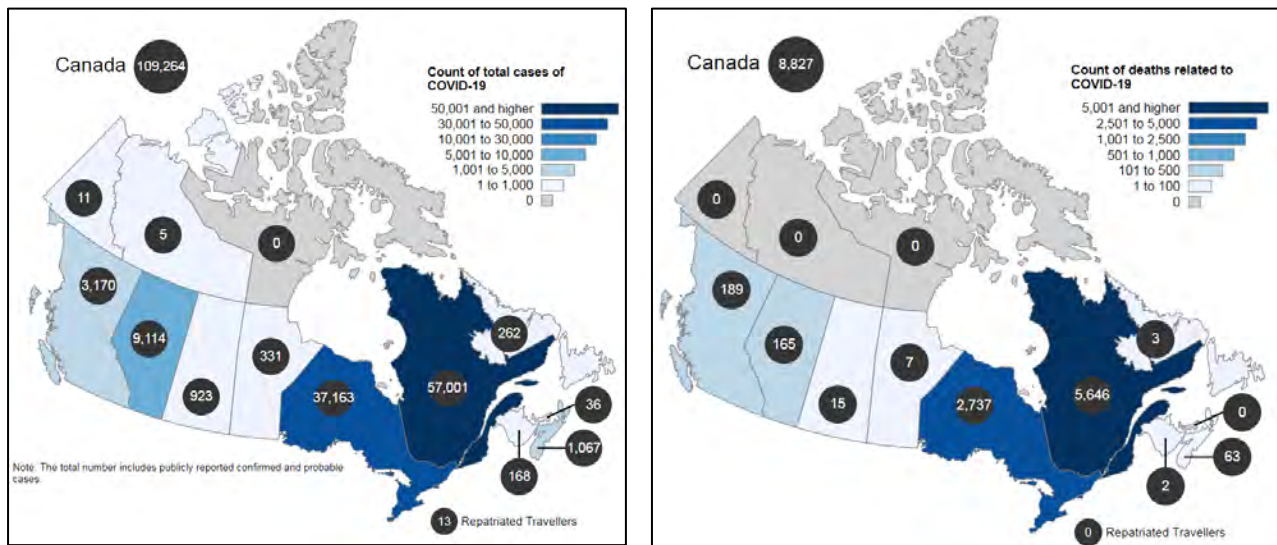 Canada 109,264
Count of total cases of
COVID-19
50,001 and higher
30,001 to 50,000
10,001 to 30,000
5,001 to 10,000
1,001 to 5,000
1 to 1,000
0
11
5
0
3,170
9,114
923
331
37,163
57,001
262
36
1,067
168
Note: The total number includes publicly reported confirmed and probable
cases.
13 Repatriated Travellers
Canada 8,827
Count of deaths related to
COVID-19
5,001 and higher
2,501 to 5,000
1,001 to 2,500
501 to 1,000
101 to 500
1 to 100
0
0
0
0
189
165
15
7
2,737
5,646
3
0
63
2
0 Repatriated Travellers